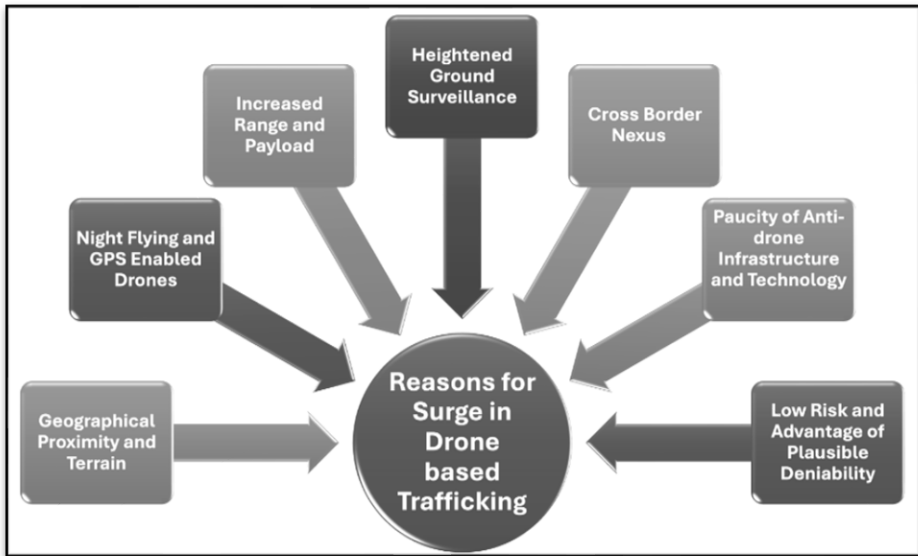 Heightened
Ground
Surveillance
Increased
Range and
Payload
Cross Border
Nexus
Night Flying and
GPS Enabled
Drones
Paucity of Anti-
drone
Infrastructure
and Technology
Geographical
Proximity and
Terrain
Reasons for
Surge in
Drone
based
Trafficking
Low Risk and
Advantage of
Plausible
Deniability